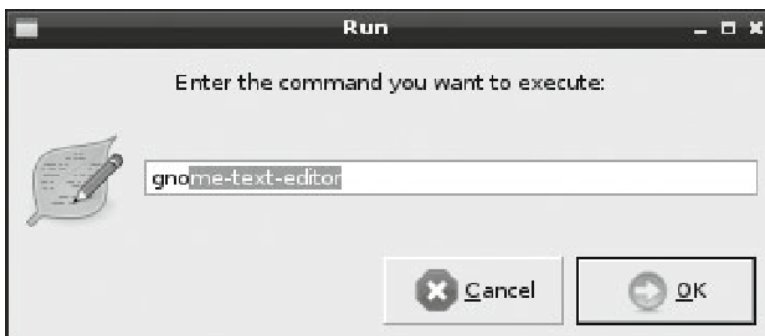 Run
Enter the command you want to execute:
gnome-text-editor
Cancel
OK